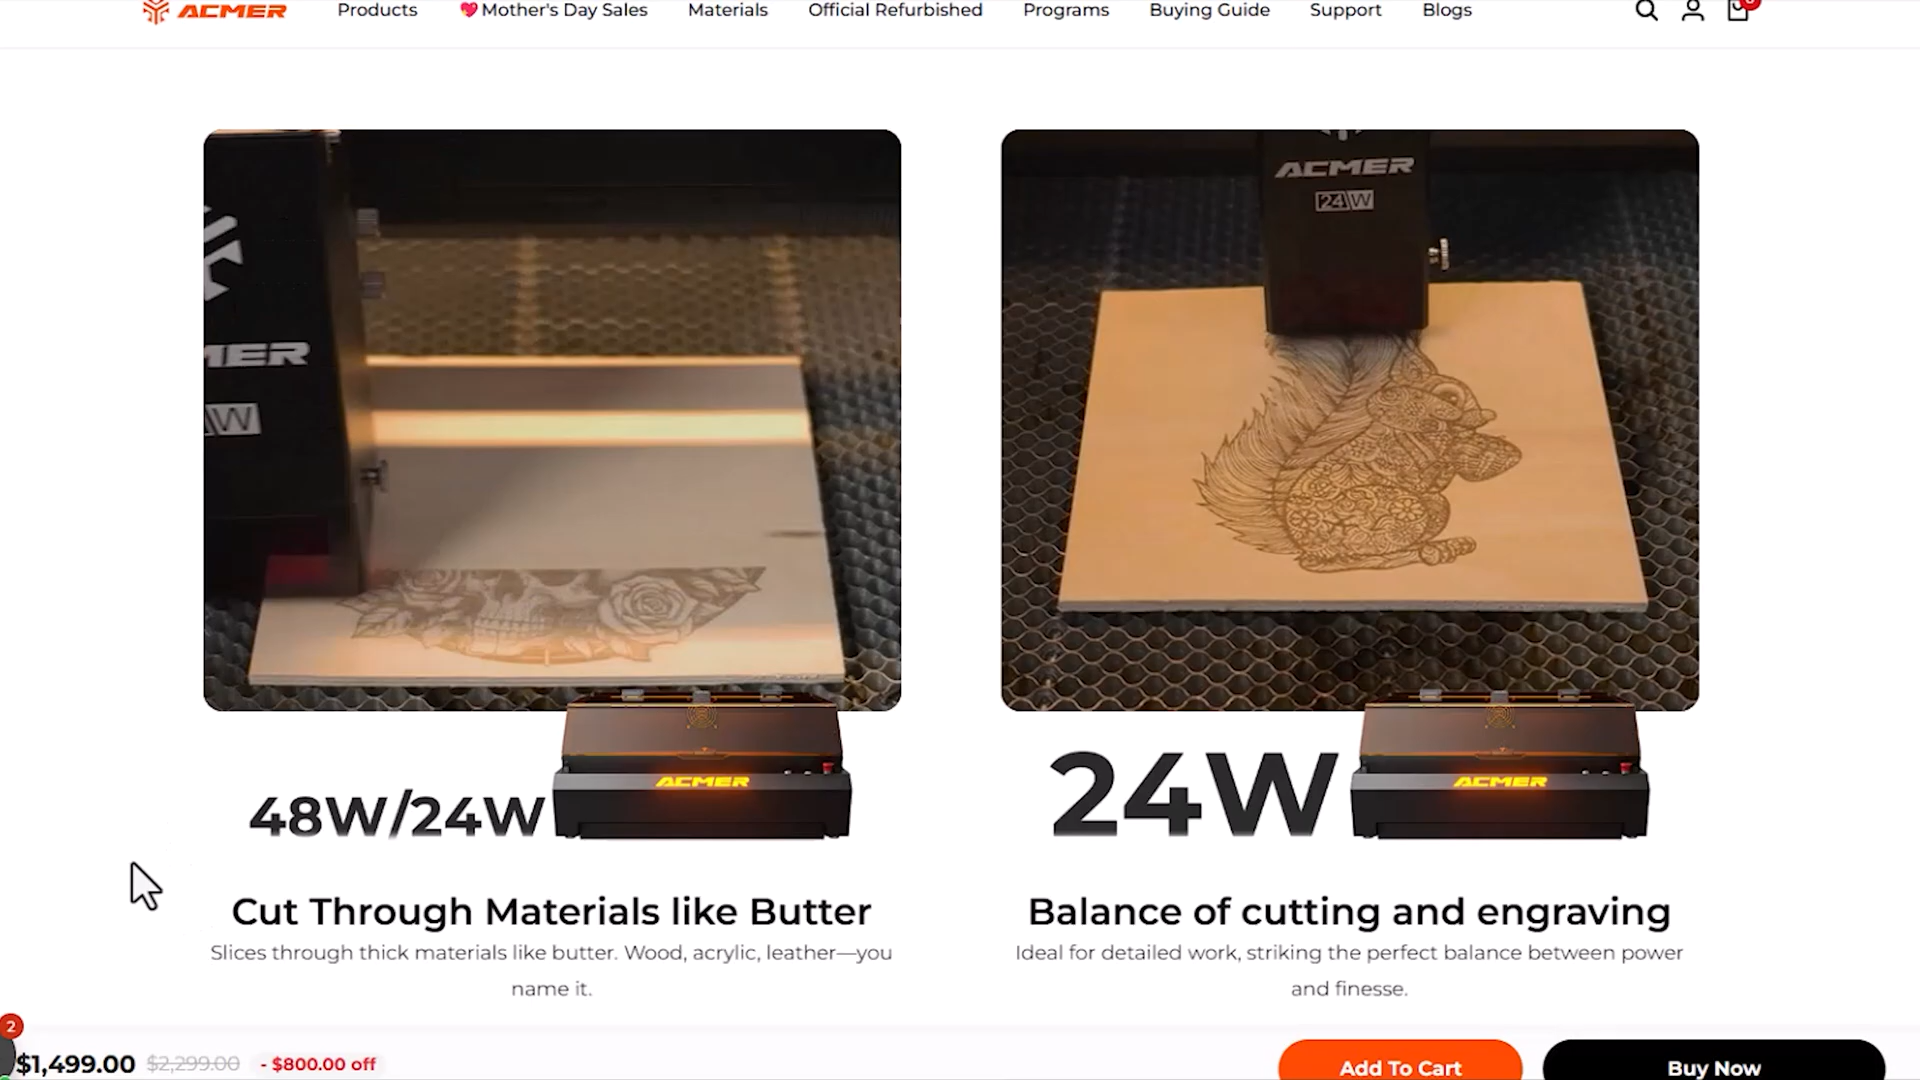 ACMER Products 💖Mother's Day Sales Materials Official Refurbished Programs Buying Guide Support Blogs
MER
W
ACMER
24W
48W/24W
ACMER
24W
ACMER
Cut Through Materials like Butter
Slices through thick materials like butter. Wood, acrylic, leather—you
name it.
Balance of cutting and engraving
Ideal for detailed work, striking the perfect balance between power
and finesse.
2
$1,499.00 $2,299.00 - $800.00 off
Add To Cart
Buy Now